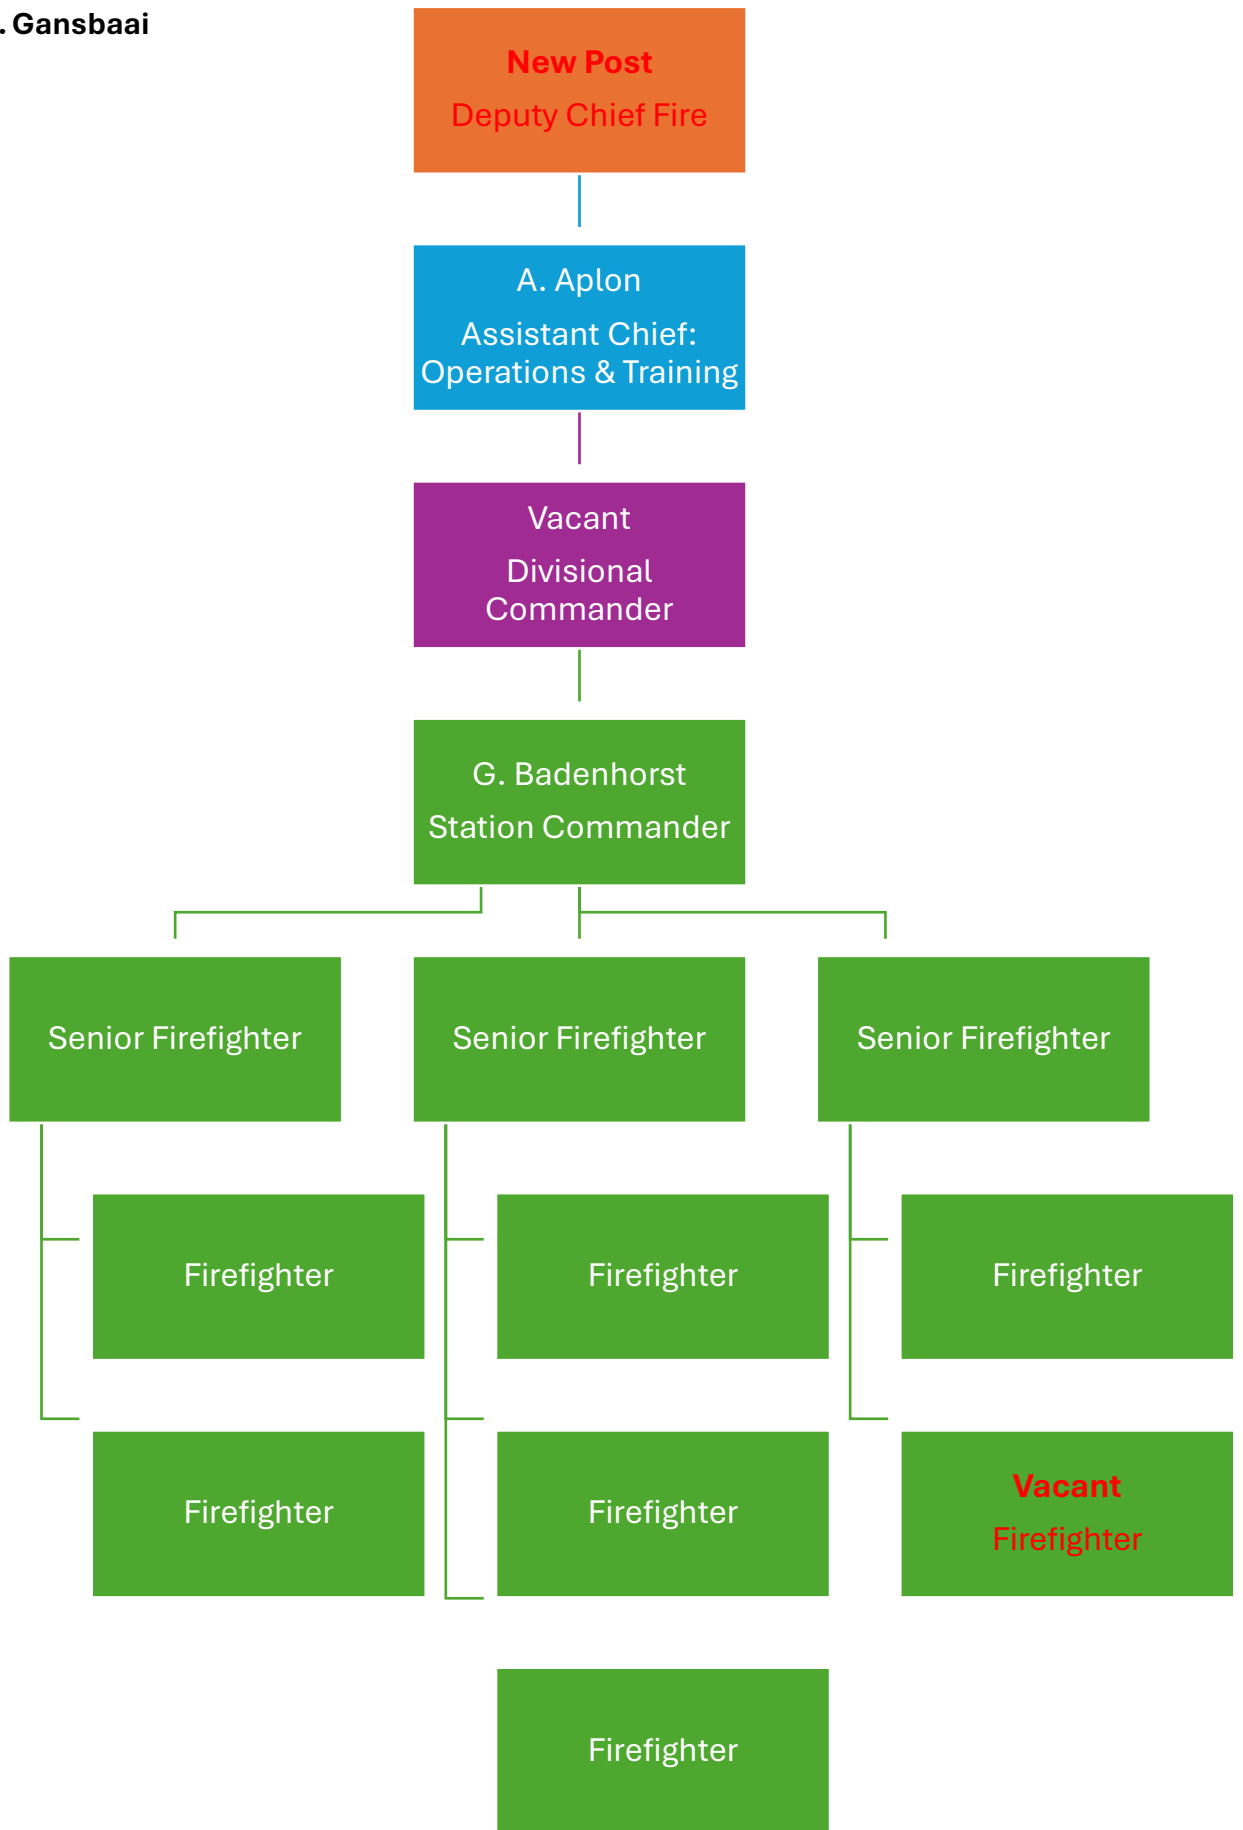 . Gansbaai
New Post
Deputy Chief Fire
A. Aplon
Assistant Chief:
Operations & Training
Vacant
Divisional
Commander
G. Badenhorst
Station Commander
Senior Firefighter
Senior Firefighter
Senior Firefighter
Firefighter
Firefighter
Firefighter
Firefighter
Firefighter
Vacant
Firefighter
Firefighter